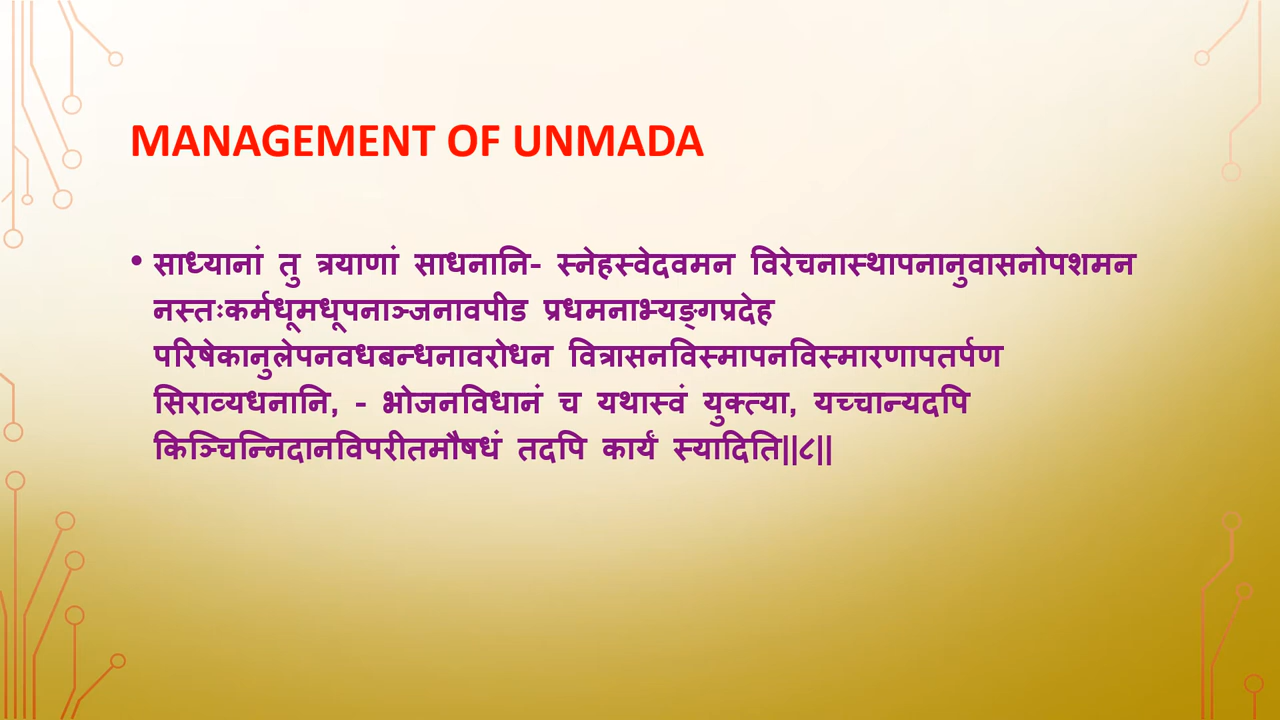 MANAGEMENT OF UNMADA
• साध्यानां तु त्रयाणां साधनानि- स्नेहस्वेदवमन विरेचनास्थापनानुवासनोपशमन
नस्तःकर्मधूमधूपनाञ्जनावपीड प्रधमनाभ्यङ्गप्रदेह
परिषेकानुलेपनवधबन्धनावरोधन वित्रासनविस्मापनविस्मारणापतर्पण
सिराव्यधनानि, - भोजनविधानं च यथास्वं युक्त्या, यच्चान्यदपि
किञ्चिन्निदानविपरीतमौषधं तदपि कार्यं स्यादिति||८||